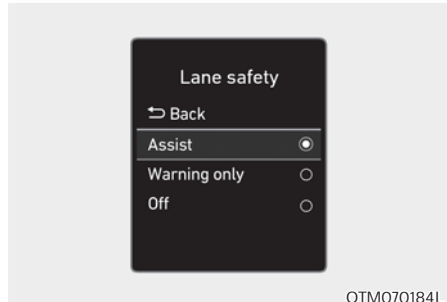 Lane safety
⮌ Back
Assist
Warning only
Off
OTM070184L